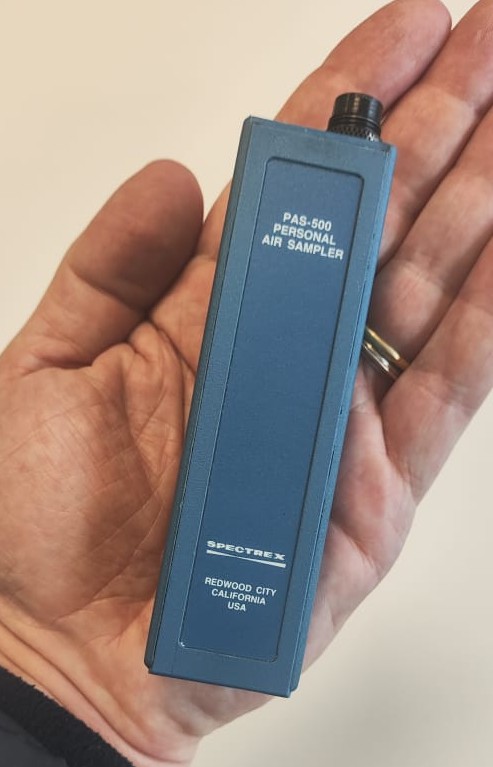 PAS-500
PERSONAL
AIR SAMPLER
SPECTREX
REDWOOD CITY
CALIFORNIA
USA